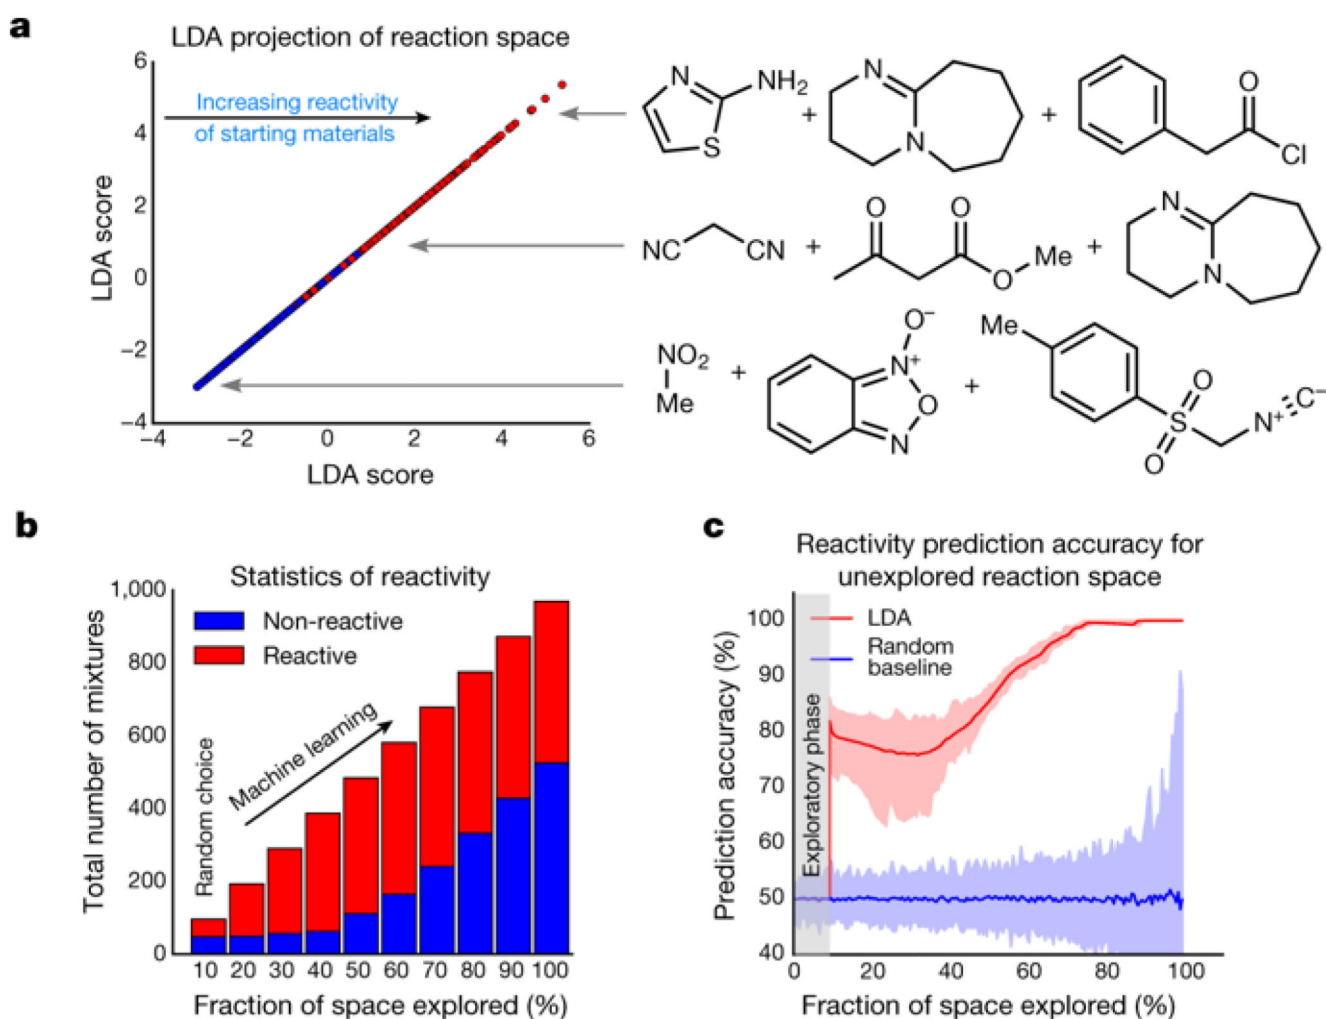 a
LDA projection of reaction space
6
4
2
0
−2
−4
LDA score
Increasing reactivity
of starting materials
−4 −2 0 2 4 6
LDA score
N
S
NH2
+
N
N
+
O
Cl
NC
CN
+
O
O
O
Me
+
N
N
NO2
Me
+
O−
N+
O
N
+
Me
O
S
O
N+
C−
b
Statistics of reactivity
1,000
800
600
400
200
0
Total number of mixtures
Non-reactive
Reactive
Random choice
Machine learning
10 20 30 40 50 60 70 80 90 100
Fraction of space explored (%)
c
Reactivity prediction accuracy for
unexplored reaction space
100
90
80
70
60
50
40
Prediction accuracy (%)
Exploratory phase
LDA
Random
baseline
0 20 40 60 80 100
Fraction of space explored (%)